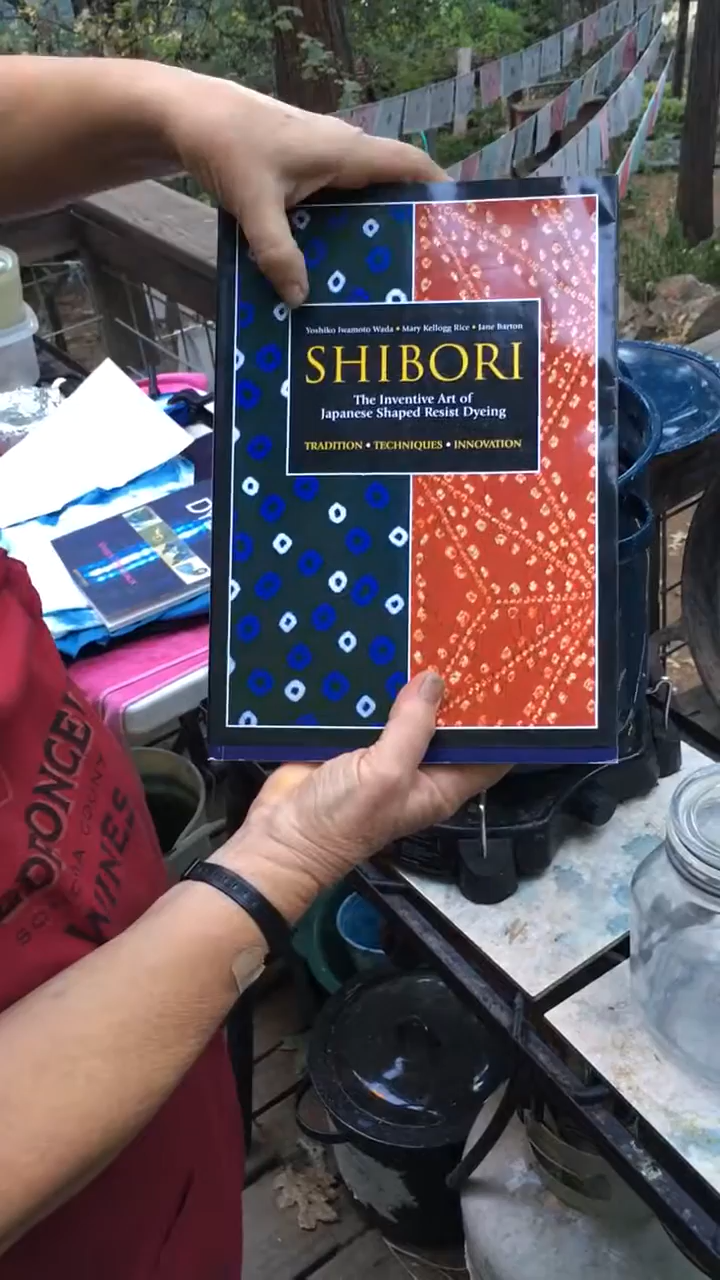 Yoshiko Iwamoto Wada • Mary Kellogg Rice • Jane Barton
SHIBORI
The Inventive Art of
Japanese Shaped Resist Dyeing
TRADITION • TECHNIQUES • INNOVATION
WINES